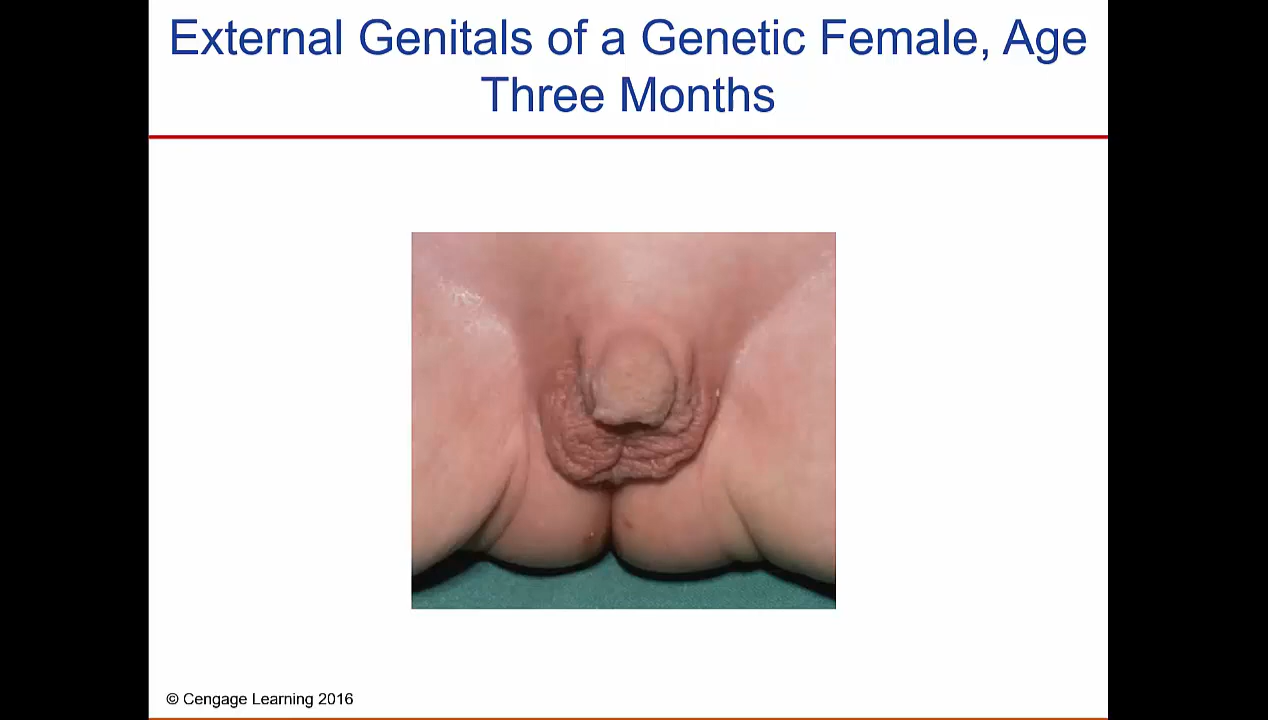 External Genitals of a Genetic Female, Age
Three Months
© Cengage Learning 2016